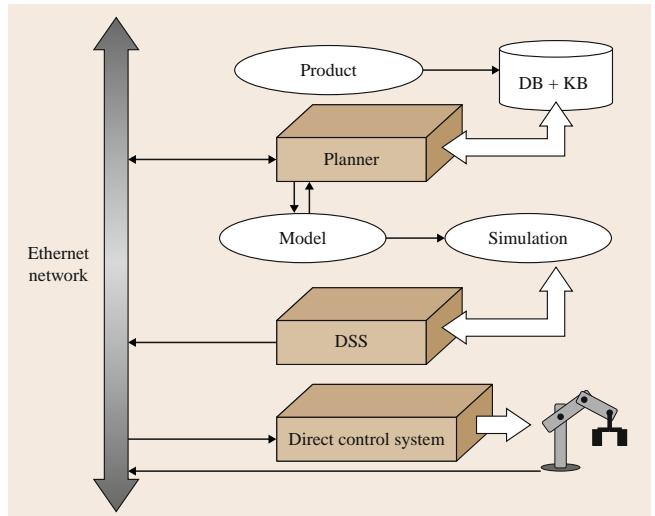 Product
DB + KB
Planner
Model
Simulation
Ethernet
network
DSS
Direct control system